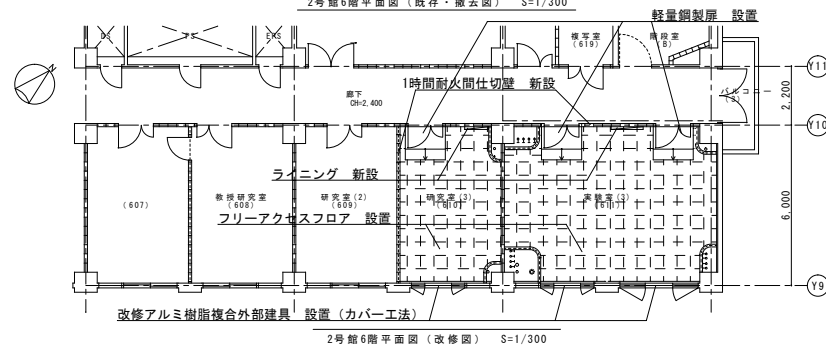 2号館6階平面図（既存・撤去図） S=1/300
軽量鋼製扉 設置
DS
PS
EPS
複写室
(619)
階段室
(B)
Y11
1時間耐火間仕切壁 新設
廊下
CH=2,400
バルコニー
(3)
2,200
Y10
ライニング 新設
(607)
教授研究室
(608)
研究室(2)
(609)
研究室(3)
(610)
実験室(3)
(611)
フリーアクセスフロア 設置
6,000
Y9
改修アルミ樹脂複合外部建具 設置（カバー工法）
2号館6階平面図（改修図） S=1/300